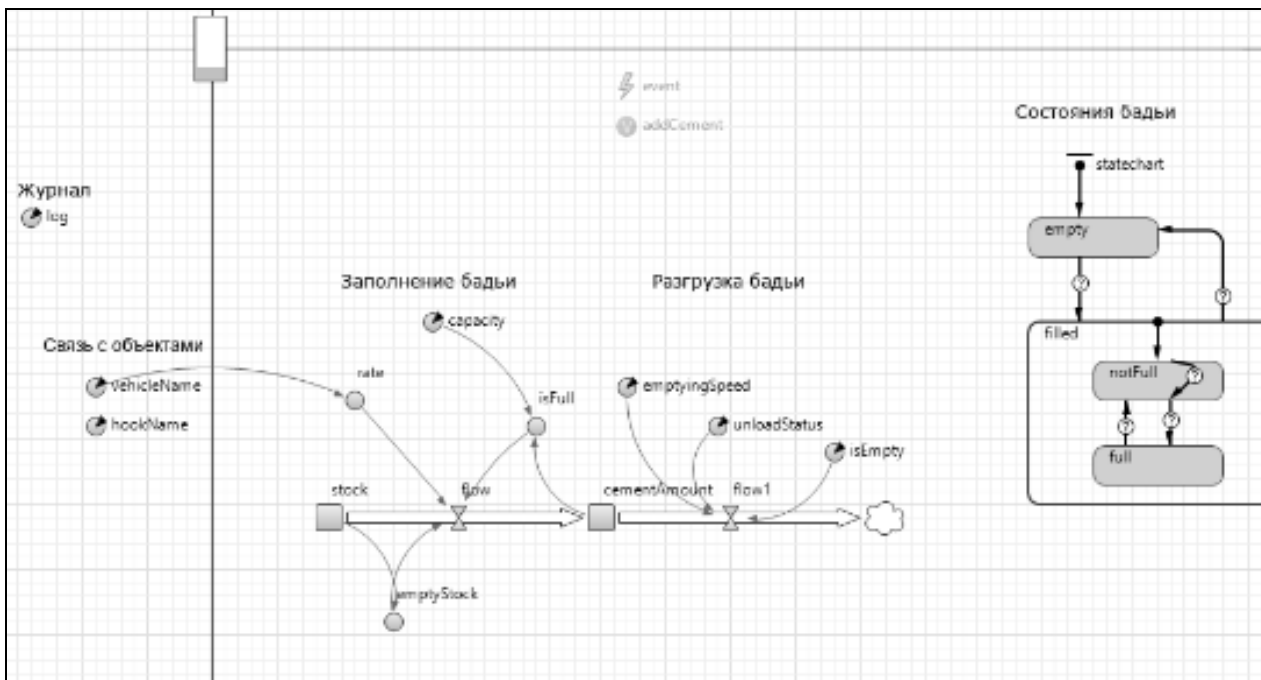 event
addCement
Состояния бадьи
statechart
Журнал
log
empty
Заполнение бадьи
Разгрузка бадьи
capacity
filled
Связь с объектами
rate
notFull
vehicleName
emptyingSpeed
isFull
hookName
unloadStatus
isEmpty
full
stock
flow
cementAmount
flow1
emptyStock